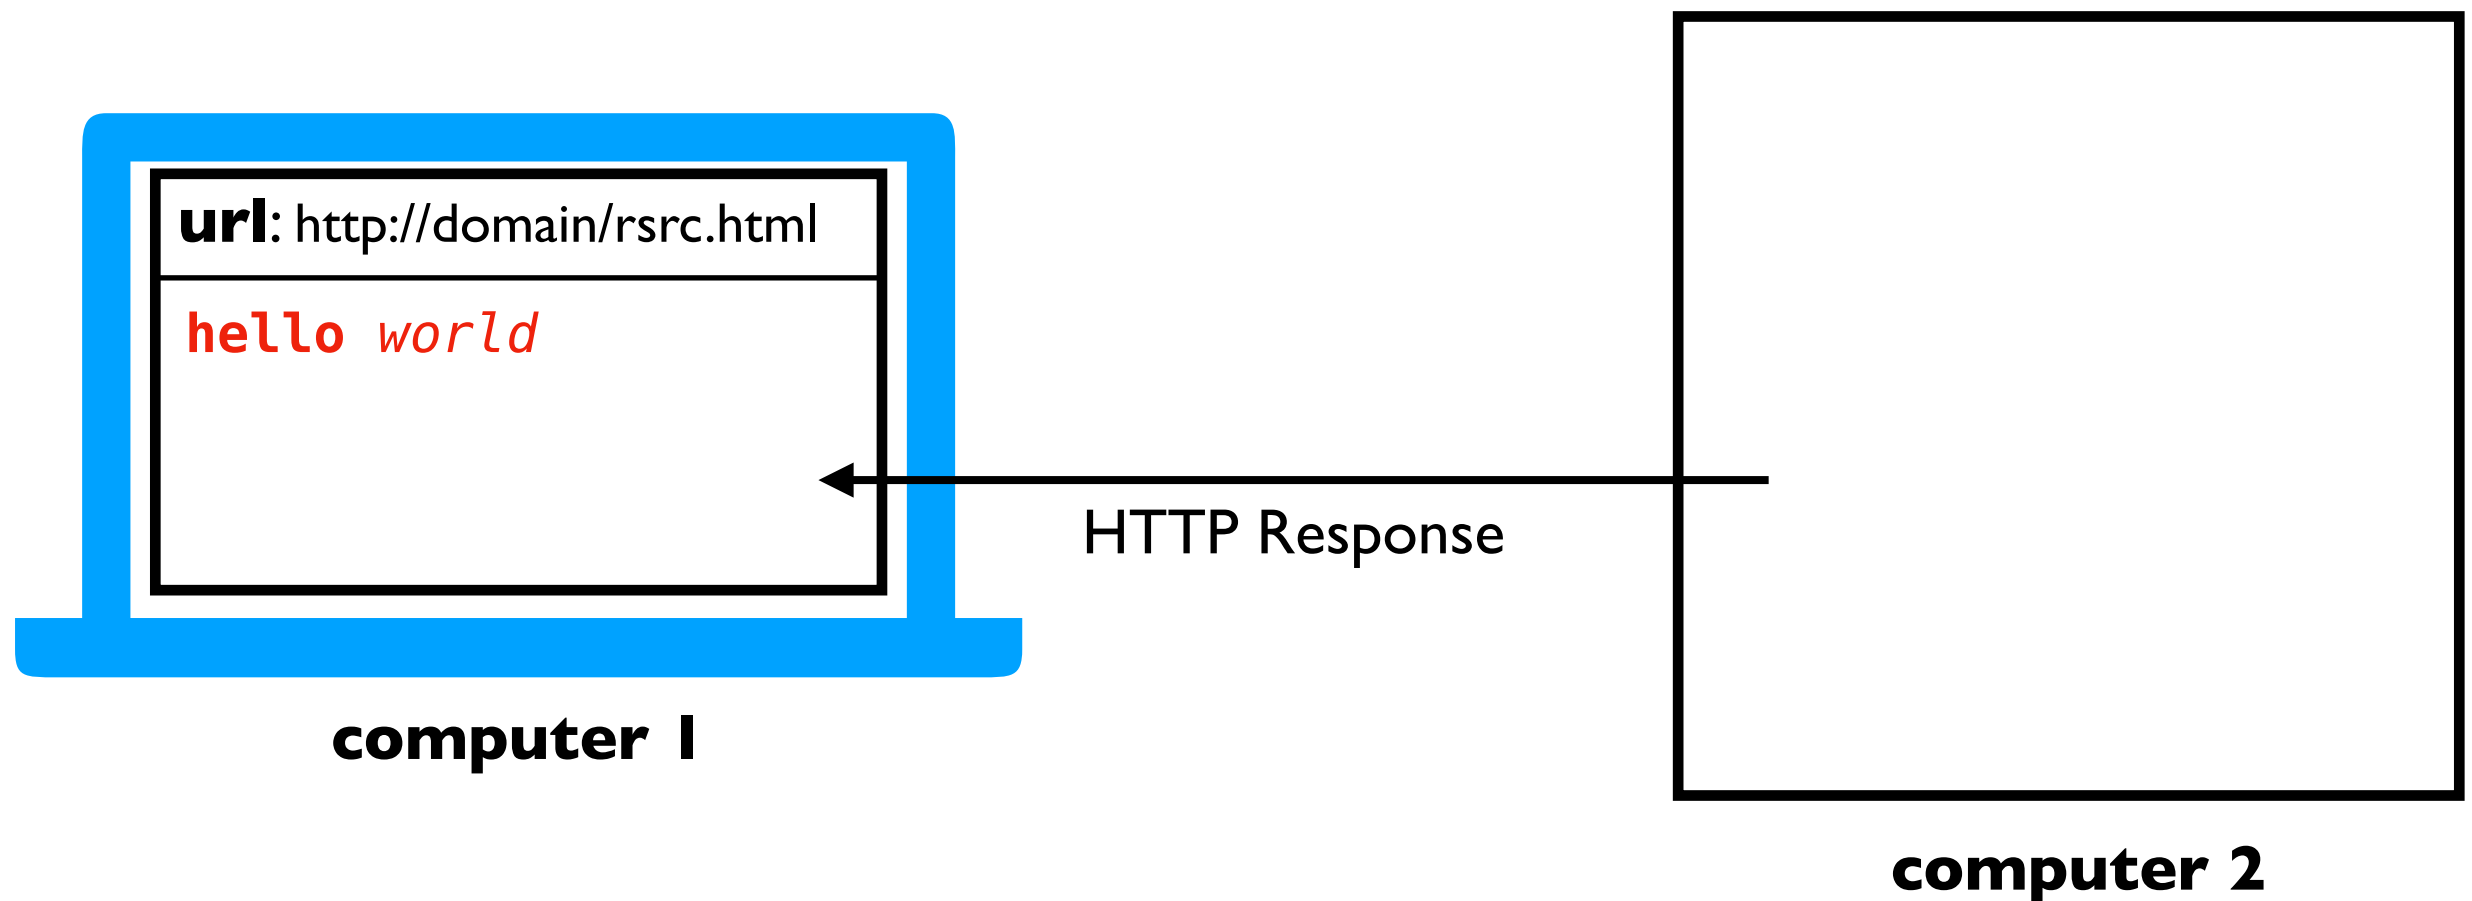 url: http://domain/rsrc.html
hello world
HTTP Response
computer 1
computer 2